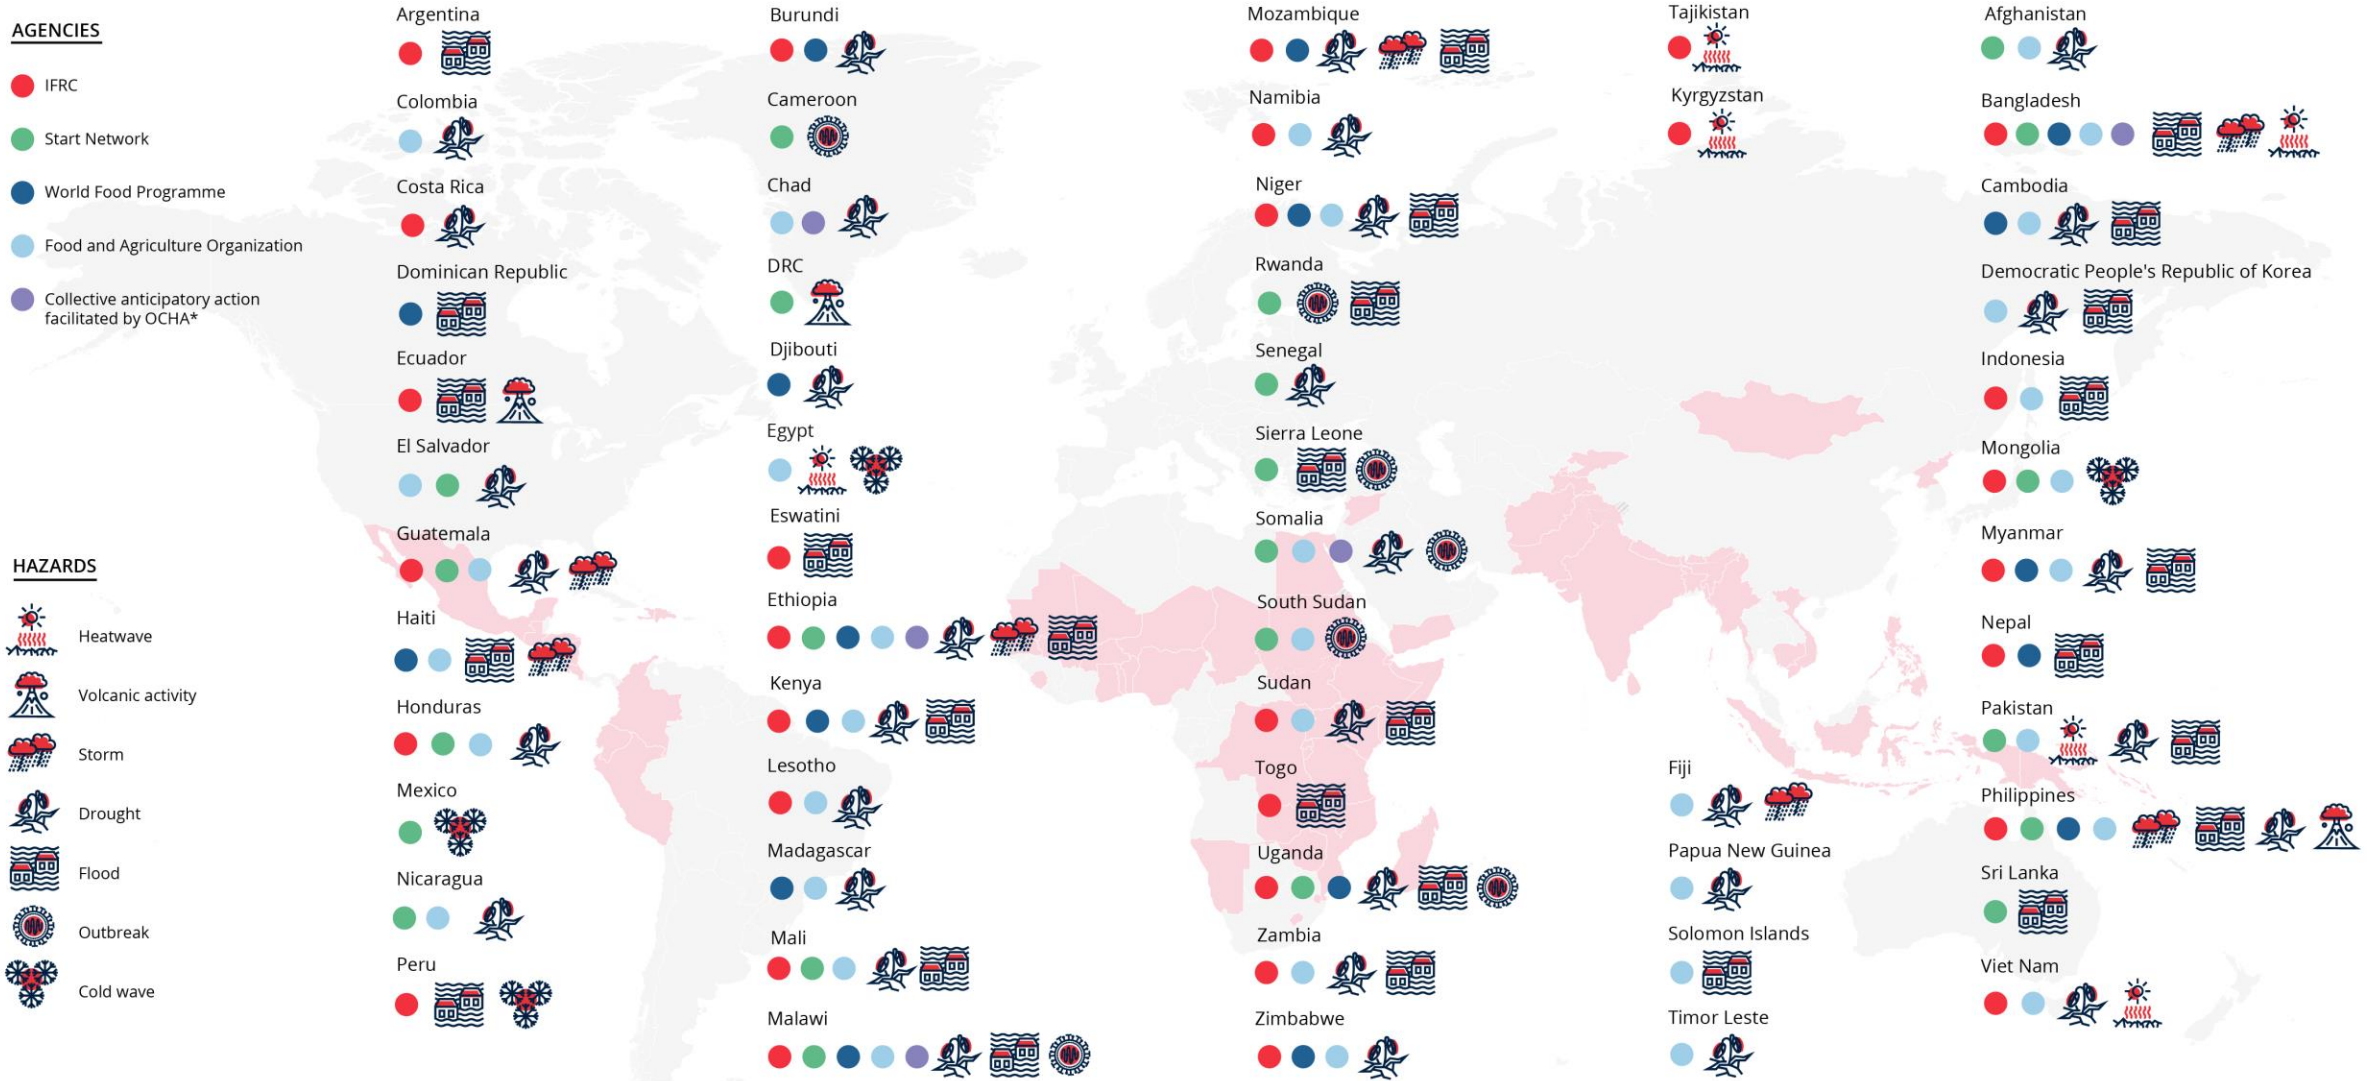 AGENCIES
IFRC
Start Network
World Food Programme
Food and Agriculture Organization
Collective anticipatory action
facilitated by OCHA*
HAZARDS
Heatwave
Volcanic activity
Storm
Drought
Flood
Outbreak
Cold wave
Argentina
Colombia
Costa Rica
Dominican Republic
Ecuador
El Salvador
Guatemala
Haiti
Honduras
Mexico
Nicaragua
Peru
Burundi
Cameroon
Chad
DRC
Djibouti
Egypt
Eswatini
Ethiopia
Kenya
Lesotho
Madagascar
Mali
Malawi
Mozambique
Namibia
Niger
Rwanda
Senegal
Sierra Leone
Somalia
South Sudan
Sudan
Togo
Uganda
Zambia
Zimbabwe
Tajikistan
Kyrgyzstan
Fiji
Papua New Guinea
Solomon Islands
Timor Leste
Afghanistan
Bangladesh
Cambodia
Democratic People's Republic of Korea
Indonesia
Mongolia
Myanmar
Nepal
Pakistan
Philippines
Sri Lanka
Viet Nam